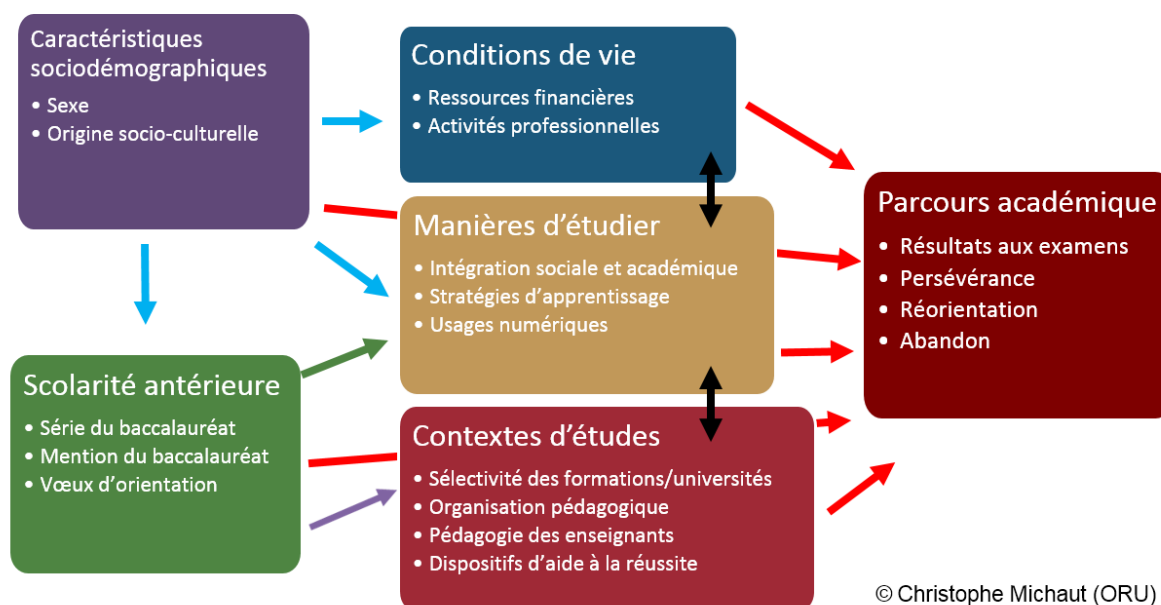 Caractéristiques
sociodémographiques
• Sexe
• Origine socio-culturelle
Conditions de vie
• Ressources financières
• Activités professionnelles
Manières d'étudier
• Intégration sociale et académique
• Stratégies d'apprentissage
• Usages numériques
Parcours académique
• Résultats aux examens
• Persévérance
• Réorientation
• Abandon
Scolarité antérieure
• Série du baccalauréat
• Mention du baccalauréat
• Vœux d'orientation
Contextes d'études
• Sélectivité des formations/universités
• Organisation pédagogique
• Pédagogie des enseignants
• Dispositifs d'aide à la réussite
© Christophe Michaut (ORU)